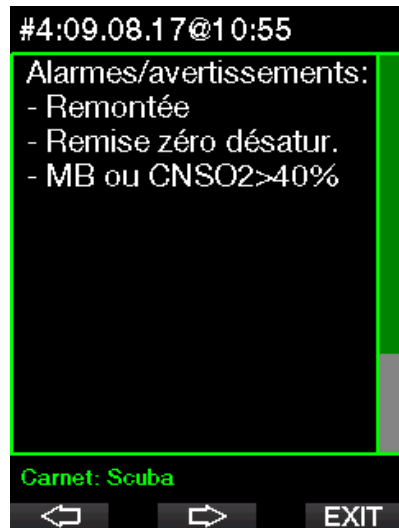 #4:09.08.17@10:55
Alarmes/avertissements:
- Remontée
- Remise zéro désatur.
- MB ou CNSO2>40%
Carnet: Scuba
EXIT